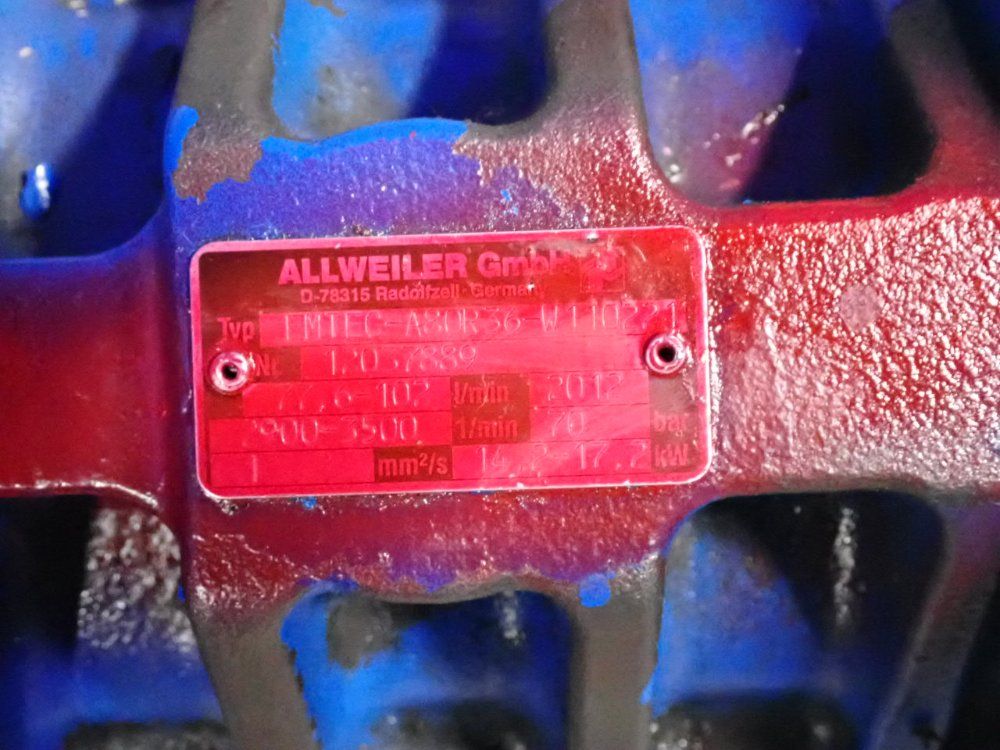 ALLWEILER GmbH
D-78315 Radolfzell · Germany
Typ EMTEC-A80R36-W110221
Nr. 12037889
77,6-102 l/min 2012
2900-3500 1/min 70 bar
1 mm²/s 14,2-17,2 kW